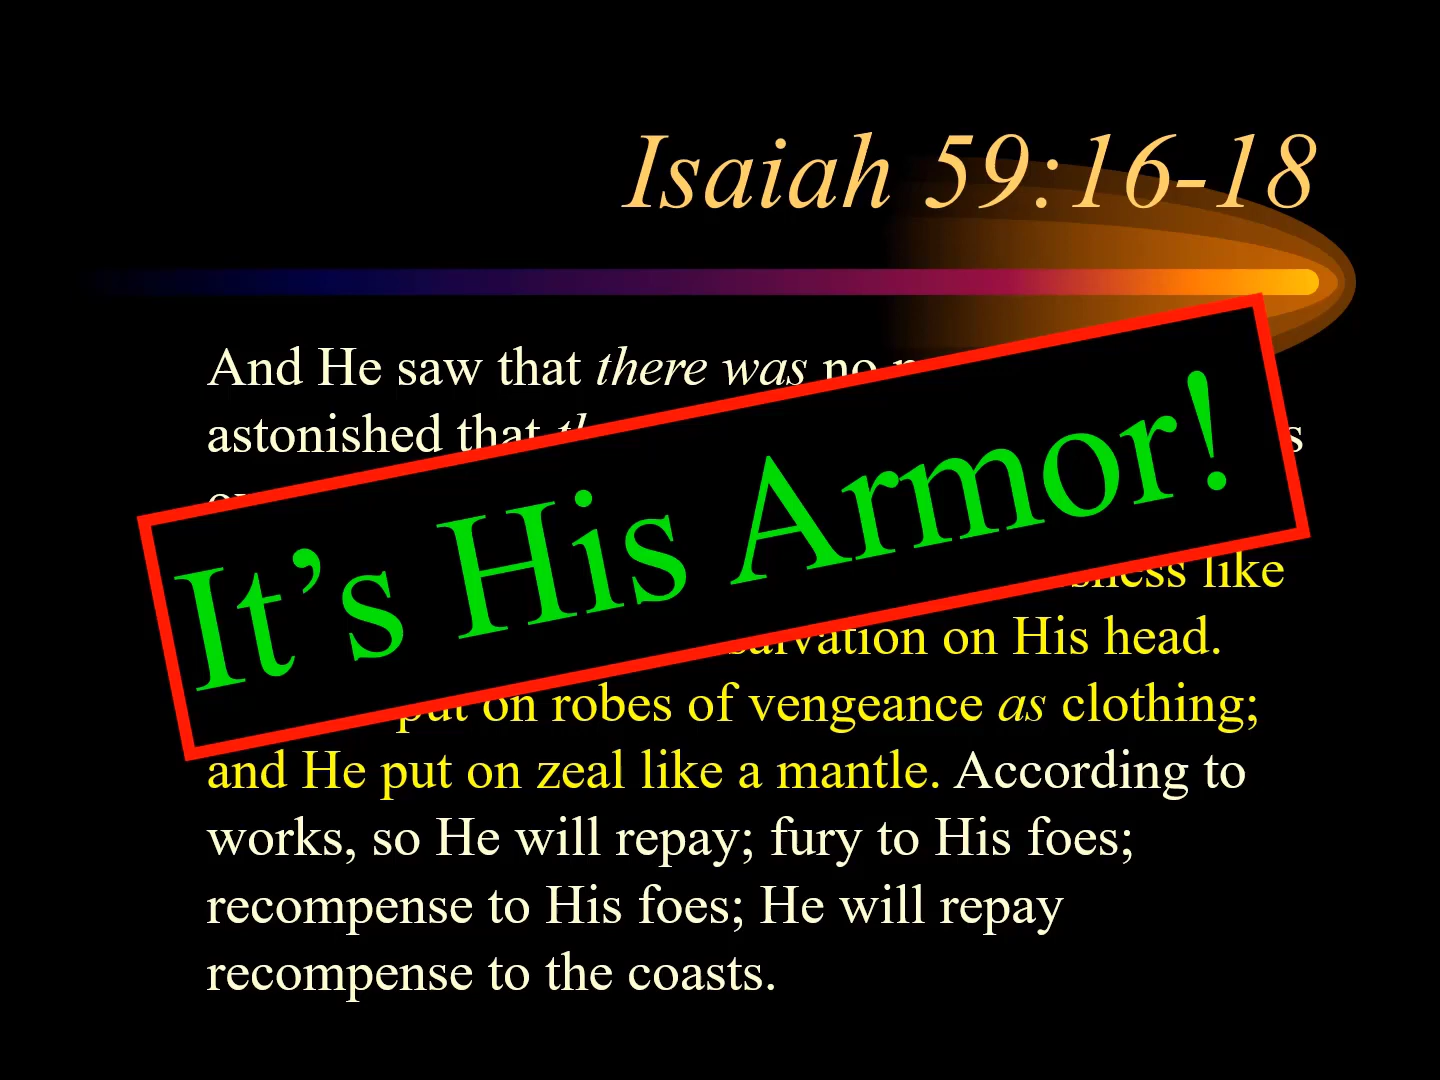 Isaiah 59:16-18
And He saw that there was no
astonished that
It’s His Armor!
like
salvation on His head.
put on robes of vengeance as clothing;
and He put on zeal like a mantle. According to
works, so He will repay; fury to His foes;
recompense to His foes; He will repay
recompense to the coasts.